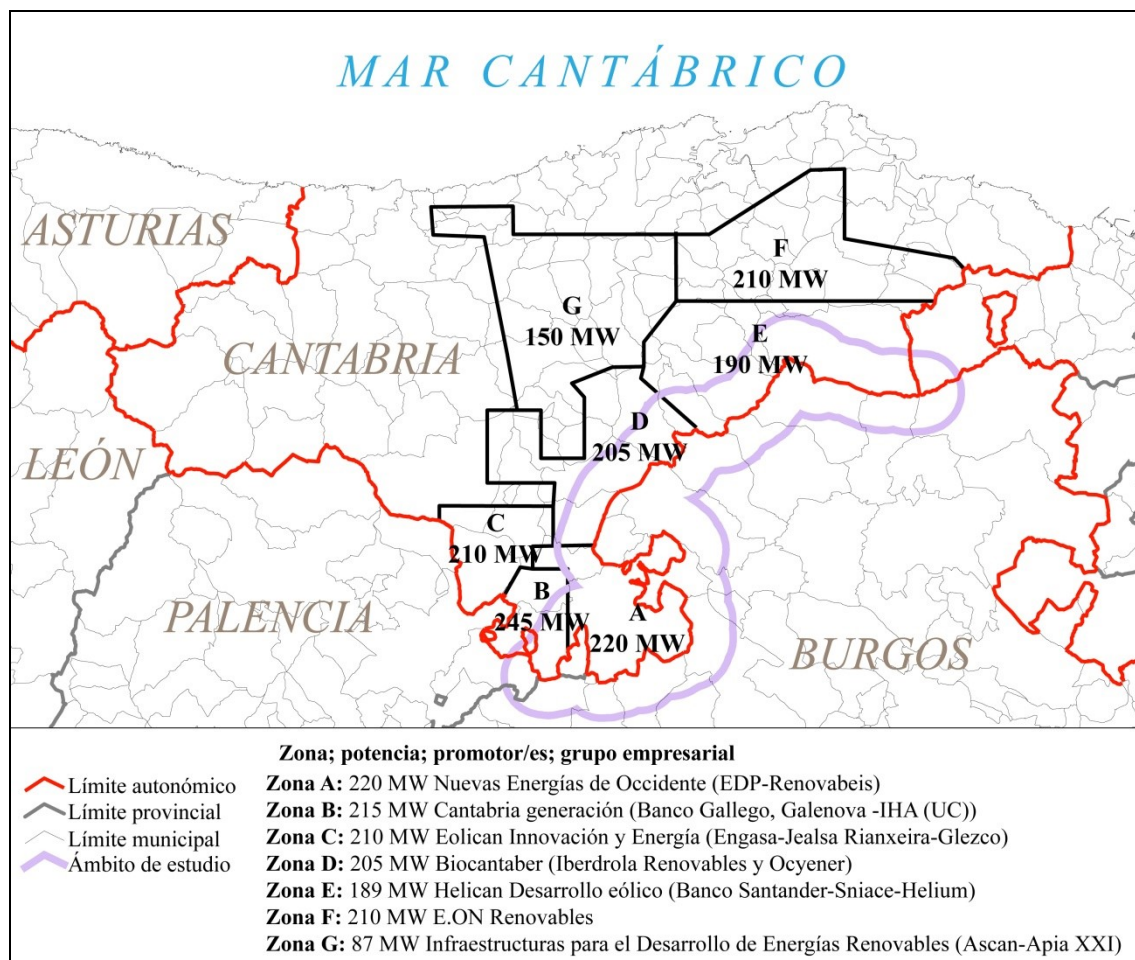 MAR CANTÁBRICO
ASTURIAS
F
210 MW
G
150 MW
CANTABRIA
E
190 MW
D
205 MW
LEÓN
C
210 MW
B
245 MW
A
220 MW
PALENCIA
BURGOS
Zona; potencia; promotor/es; grupo empresarial
Límite autonómico
Límite provincial
Límite municipal
Ámbito de estudio
Zona A: 220 MW Nuevas Energías de Occidente (EDP-Renovabeis)
Zona B: 215 MW Cantabria generación (Banco Gallego, Galenova -IHA (UC))
Zona C: 210 MW Eolican Innovación y Energía (Engasa-Jealsa Rianxeira-Glezco)
Zona D: 205 MW Biocantaber (Iberdrola Renovables y Ocyener)
Zona E: 189 MW Helican Desarrollo eólico (Banco Santander-Sniace-Helium)
Zona F: 210 MW E.ON Renovables
Zona G: 87 MW Infraestructuras para el Desarrollo de Energías Renovables (Ascan-Apia XXI)